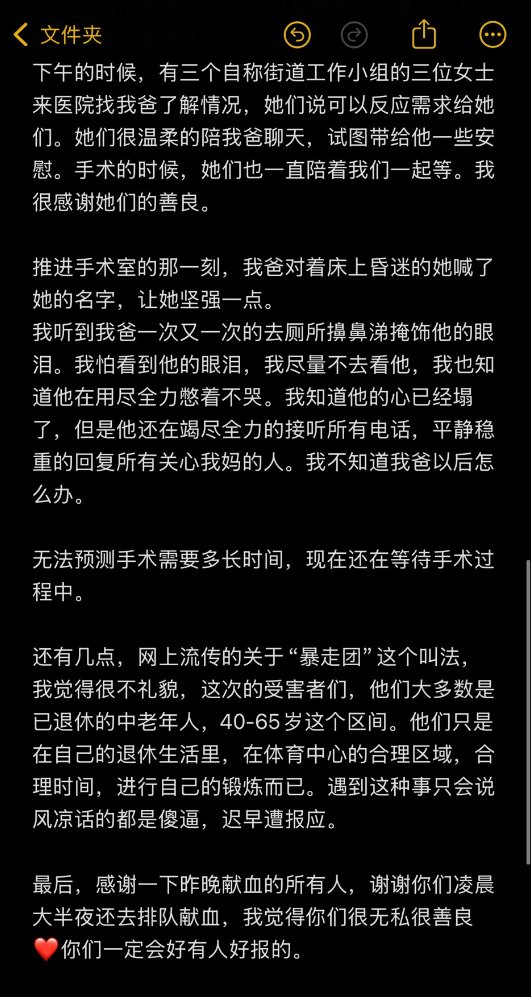 文件夹
下午的时候，有三个自称街道工作小组的三位女士
来医院找我爸了解情况，她们说可以反应需求给她
们。她们很温柔的陪我爸聊天，试图带给他一些安
慰。手术的时候，她们也一直陪着我们一起等。我
很感谢她们的善良。
推进手术室的那一刻，我爸对着床上昏迷的她喊了
她的名字，让她坚强一点。
我听到我爸一次又一次的去厕所擤鼻涕掩饰他的眼
泪。我怕看到他的眼泪，我尽量不去看他，我也知
道他在用尽全力憋着不哭。我知道他的心已经塌
了，但是他还在竭尽全力的接听所有电话，平静稳
重的回复所有关心我妈的人。我不知道我爸以后怎
么办。
无法预测手术需要多长时间，现在还在等待手术过
程中。
还有几点，网上流传的关于“暴走团”这个叫法，
我觉得很不礼貌，这次的受害者们，他们大多数是
已退休的中老年人，40-65岁这个区间。他们只是
在自己的退休生活里，在体育中心的合理区域，合
理时间，进行自己的锻炼而已。遇到这种事只会说
风凉话的都是傻逼，迟早遭报应。
最后，感谢一下昨晚献血的所有人，谢谢你们凌晨
大半夜还去排队献血，我觉得你们很无私很善良
❤️你们一定会好有人好报的。